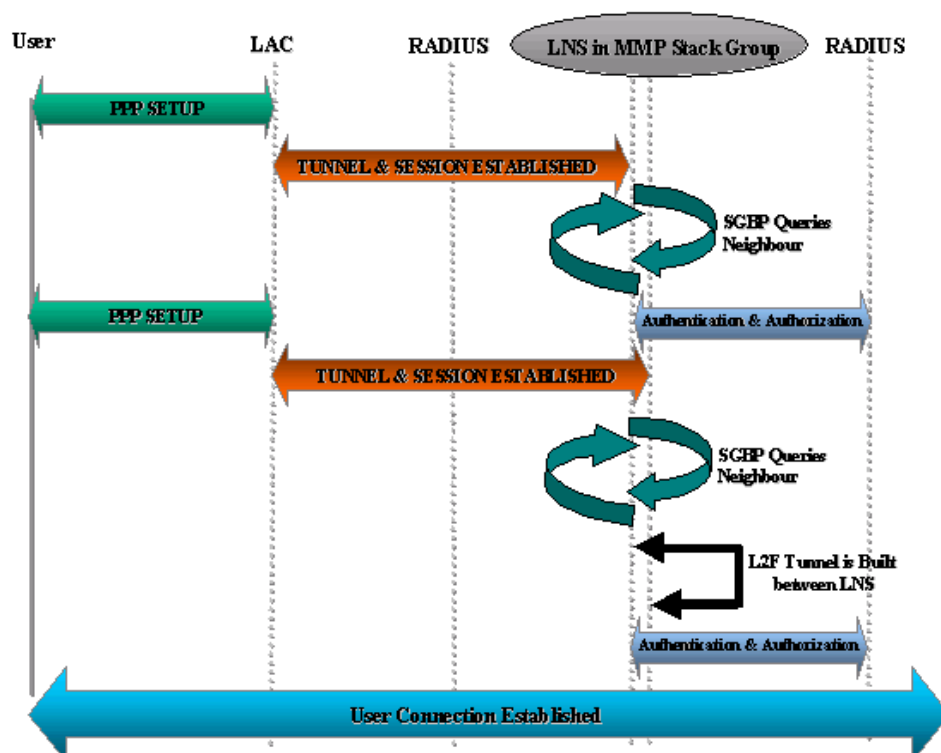 User
LAC
RADIUS
LNS in MMP Stack Group
RADIUS
PPP SETUP
TUNNEL & SESSION ESTABLISHED
SGBP Queries
Neighbour
PPP SETUP
Authentication & Authorization
TUNNEL & SESSION ESTABLISHED
SGBP Queries
Neighbour
L2F Tunnel is Built
between LNS
Authentication & Authorization
User Connection Established